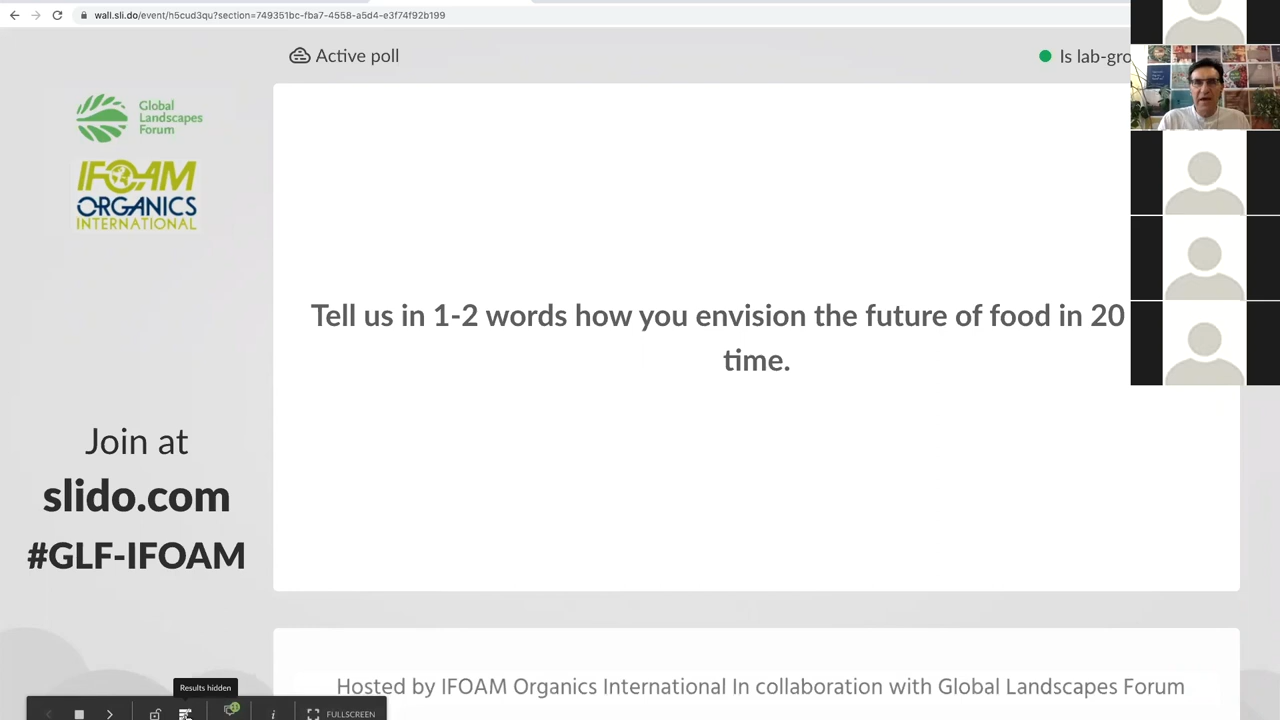 wall.sli.do/event/h5cud3qu?section=749351bc-fba7-4558-a5d4-e3f74f92b199
Active poll
Is lab-gro
Global
Landscapes
Forum
IFOAM
ORGANICS
INTERNATIONAL
Tell us in 1-2 words how you envision the future of food in 20
time.
Join at
slido.com
#GLF-IFOAM
Hosted by IFOAM Organics International In collaboration with Global Landscapes Forum
Results hidden
FULLSCREEN